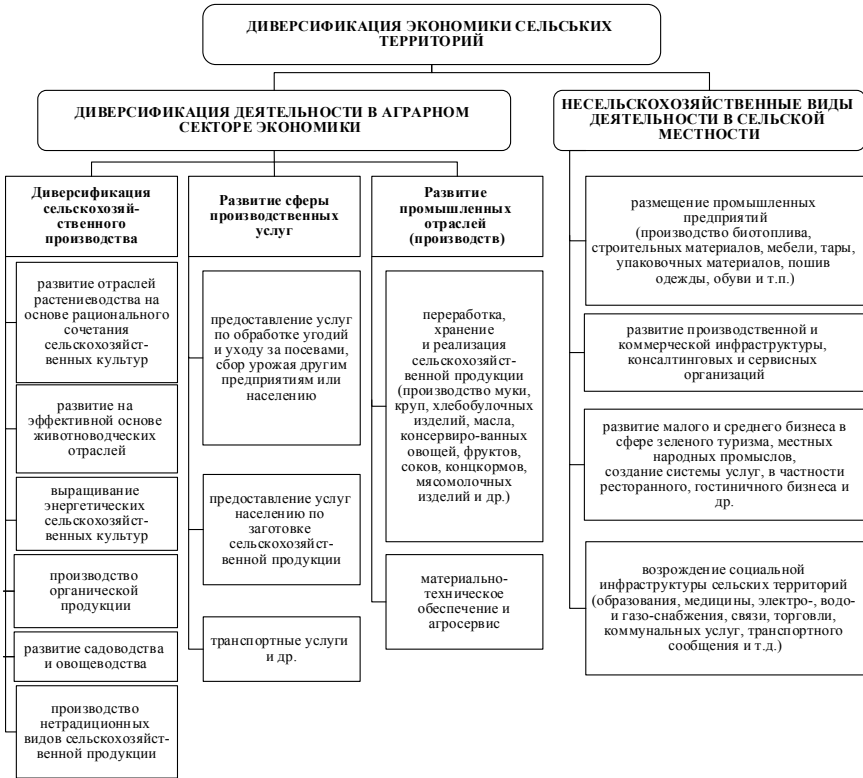 ДИВЕРСИФИКАЦИЯ ЭКОНОМИКИ СЕЛЬСЬКИХ
ТЕРРИТОРИЙ
ДИВЕРСИФИКАЦИЯ ДЕЯТЕЛЬНОСТИ В АГРАРНОМ
СЕКТОРЕ ЭКОНОМИКИ
НЕСЕЛЬСКОХОЗЯЙСТВЕННЫЕ ВИДЫ
ДЕЯТЕЛЬНОСТИ В СЕЛЬСКОЙ
МЕСТНОСТИ
Диверсификация
сельскохозяй-
ственного
производства
развитие отраслей
растениеводства на
основе рационального
сочетания
сельскохозяйст-
венных культур
развитие на
эффективной основе
животноводческих
отраслей
выращивание
энергетических
сельскохозяйст-
венных культур
производство
органической
продукции
развитие садоводства
и овощеводства
производство
нетрадиционных
видов сельскохозяйст-
венной продукции
Развитие сферы
производственных
услуг
предоставление услуг
по обработке угодий
и уходу за посевами,
сбор урожая другим
предприятиям или
населению
предоставление услуг
населению по
заготовке
сельскохозяйст-
венной продукции
транспортные услуги
и др.
Развитие
промышленных
отраслей
(производств)
переработка,
хранение
и реализация
сельскохозяйст-
венной продукции
(производство муки,
круп, хлебобулочных
изделий, масла,
консервиро-ванных
овощей, фруктов,
соков, концкормов,
мясомолочных
изделий и др.)
материально-
техническое
обеспечение и
агросервис
размещение промышленных
предприятий
(производство биотоплива,
строительных материалов, мебели, тары,
упаковочных материалов, пошив
одежды, обуви и т.п.)
развитие производственной и
коммерческой инфраструктуры,
консалтинговых и сервисных
организаций
развитие малого и среднего бизнеса в
сфере зеленого туризма, местных
народных промыслов,
создание системы услуг, в частности
ресторанного, гостиничного бизнеса и
др.
возрождение социальной
инфраструктуры сельских территорий
(образования, медицины, электро-, водо-
и газо-снабжения, связи, торговли,
коммунальных услуг, транспортного
сообщения и т.д.)